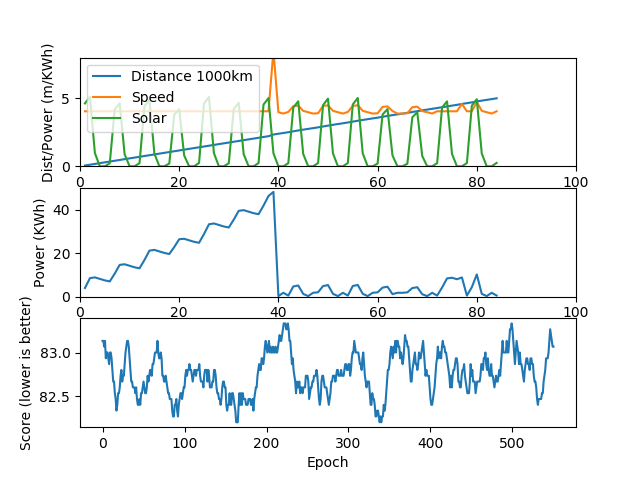 Dist/Power (m/KWh)
Distance 1000km
Speed
Solar
5
0
0 20 40 60 80 100
Power (KWh)
40
20
0
0 20 40 60 80 100
Score (lower is better)
83.0
82.5
0 100 200 300 400 500
Epoch